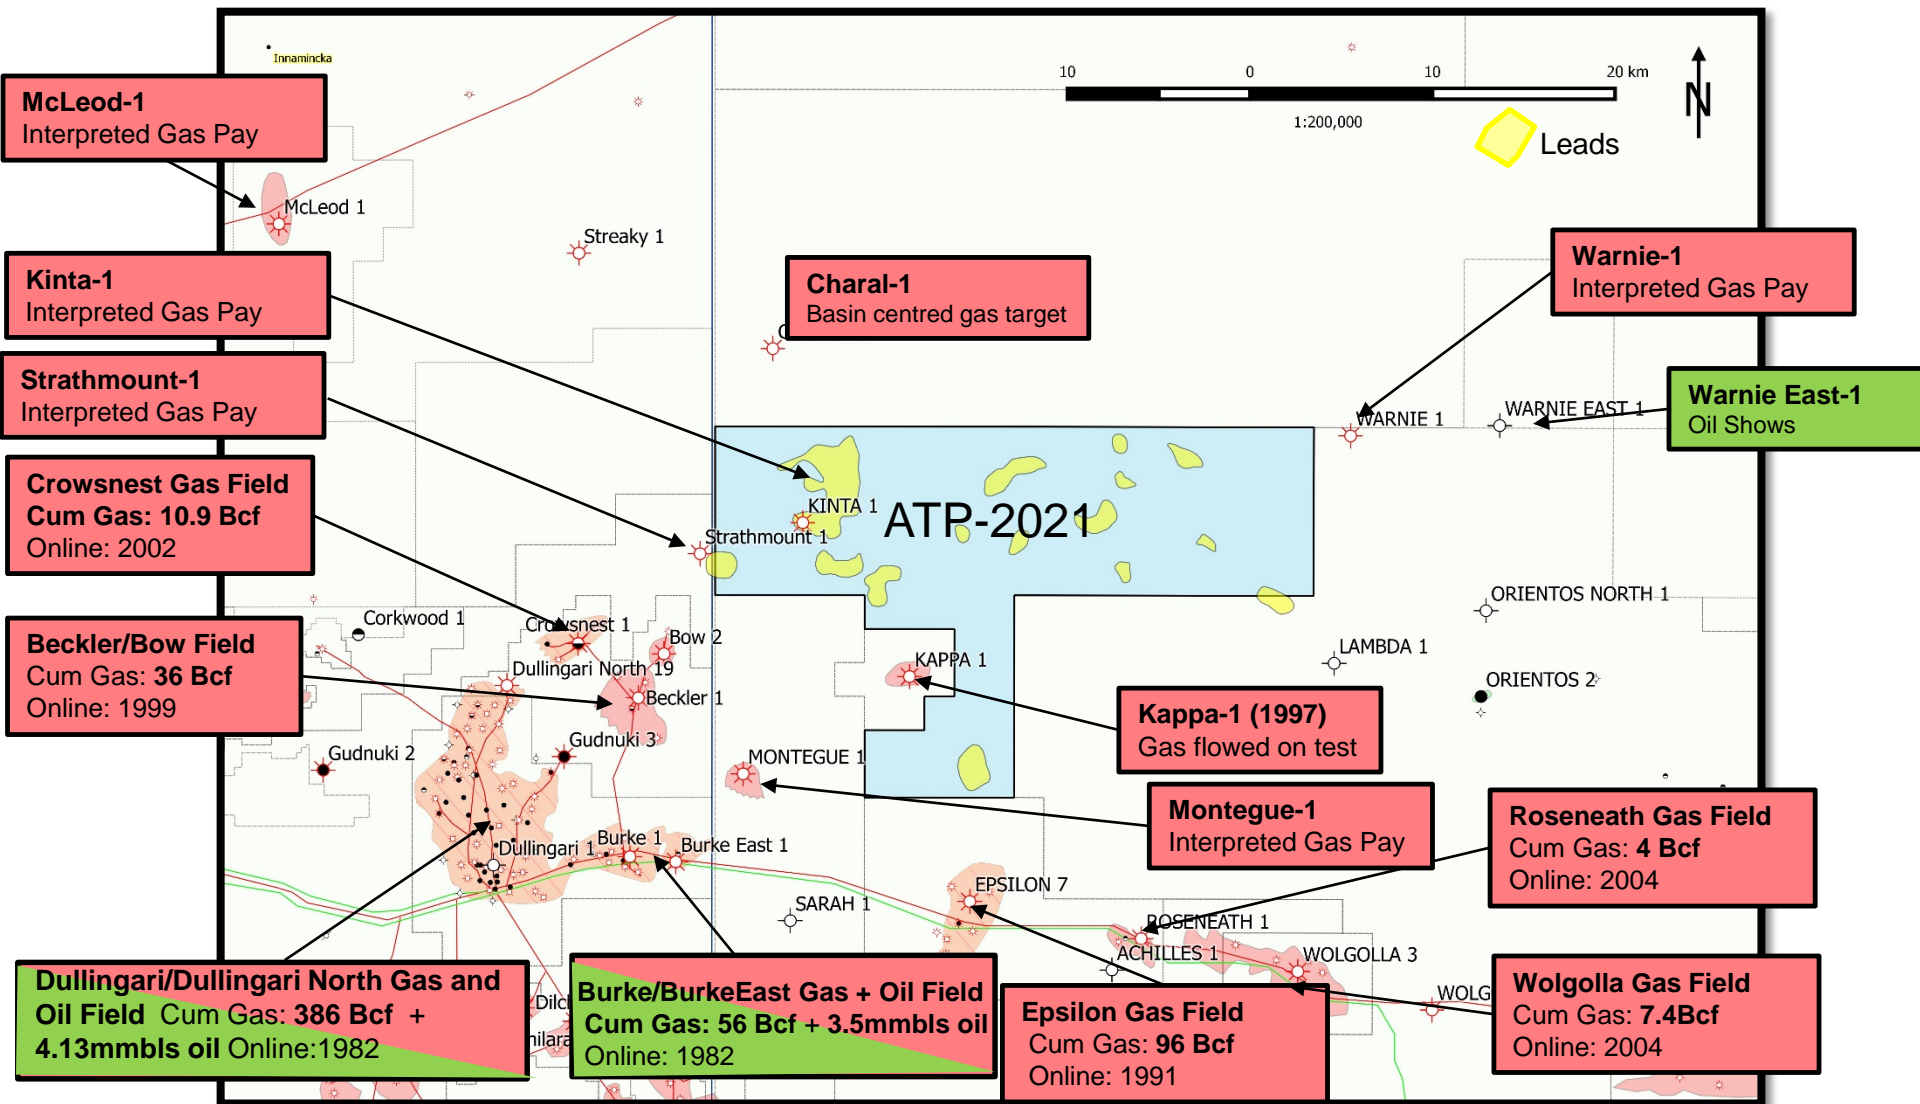 Innamincka
10 0 10 20 km
1:200,000
N
Leads
McLeod-1
Interpreted Gas Pay
McLeod 1
Streaky 1
Kinta-1
Interpreted Gas Pay
Charal-1
Basin centred gas target
Warnie-1
Interpreted Gas Pay
Strathmount-1
Interpreted Gas Pay
Warnie East-1
Oil Shows
WARNIE 1
WARNIE EAST 1
Crowsnest Gas Field
Cum Gas: 10.9 Bcf
Online: 2002
KINTA 1
ATP-2021
Strathmount 1
ORIENTOS NORTH 1
Corkwood 1
Crowsnest 1
Bow 2
Beckler/Bow Field
Cum Gas: 36 Bcf
Online: 1999
Dullingari North 19
Beckler 1
KAPPA 1
LAMBDA 1
ORIENTOS 2
Kappa-1 (1997)
Gas flowed on test
Gudnuki 2
Gudnuki 3
MONTEGUE 1
Montegue-1
Interpreted Gas Pay
Roseneath Gas Field
Cum Gas: 4 Bcf
Online: 2004
Dullingari 1
Burke 1
Burke East 1
EPSILON 7
SARAH 1
ROSENEATH 1
ACHILLES 1
WOLGOLLA 3
Dullingari/Dullingari North Gas and
Oil Field Cum Gas: 386 Bcf +
4.13mmbls oil Online:1982
Burke/BurkeEast Gas + Oil Field
Cum Gas: 56 Bcf + 3.5mmbls oil
Online: 1982
Epsilon Gas Field
Cum Gas: 96 Bcf
Online: 1991
WOLG
Wolgolla Gas Field
Cum Gas: 7.4Bcf
Online: 2004